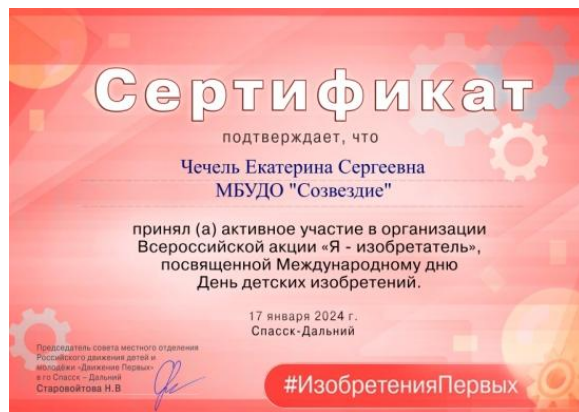 Сертификат
подтверждает, что
Чечель Екатерина Сергеевна
МБУДО "Созвездие"
принял (а) активное участие в организации
Всероссийской акции «Я - изобретатель»,
посвященной Международному дню
День детских изобретений.
17 января 2024 г.
Спасск-Дальний
Председатель совета местного отделения
Российского движения детей и
молодёжи «Движение Первых»
в го Спасск – Дальний
Старовойтова Н.В
#ИзобретенияПервых